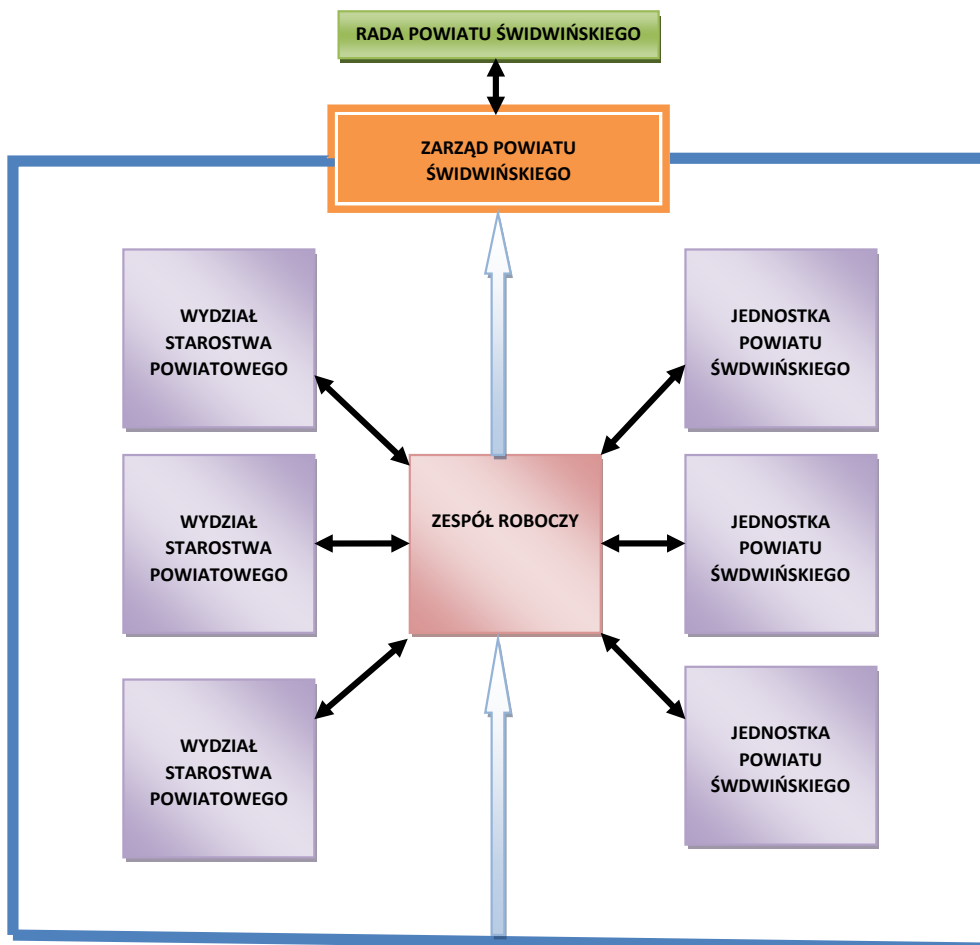 RADA POWIATU ŚWIDWIŃSKIEGO
ZARZĄD POWIATU
ŚWIDWIŃSKIEGO
WYDZIAŁ
STAROSTWA
POWIATOWEGO
JEDNOSTKA
POWIATU
ŚWDWIŃSKIEGO
WYDZIAŁ
STAROSTWA
POWIATOWEGO
ZESPÓŁ ROBOCZY
JEDNOSTKA
POWIATU
ŚWDWIŃSKIEGO
WYDZIAŁ
STAROSTWA
POWIATOWEGO
JEDNOSTKA
POWIATU
ŚWDWIŃSKIEGO